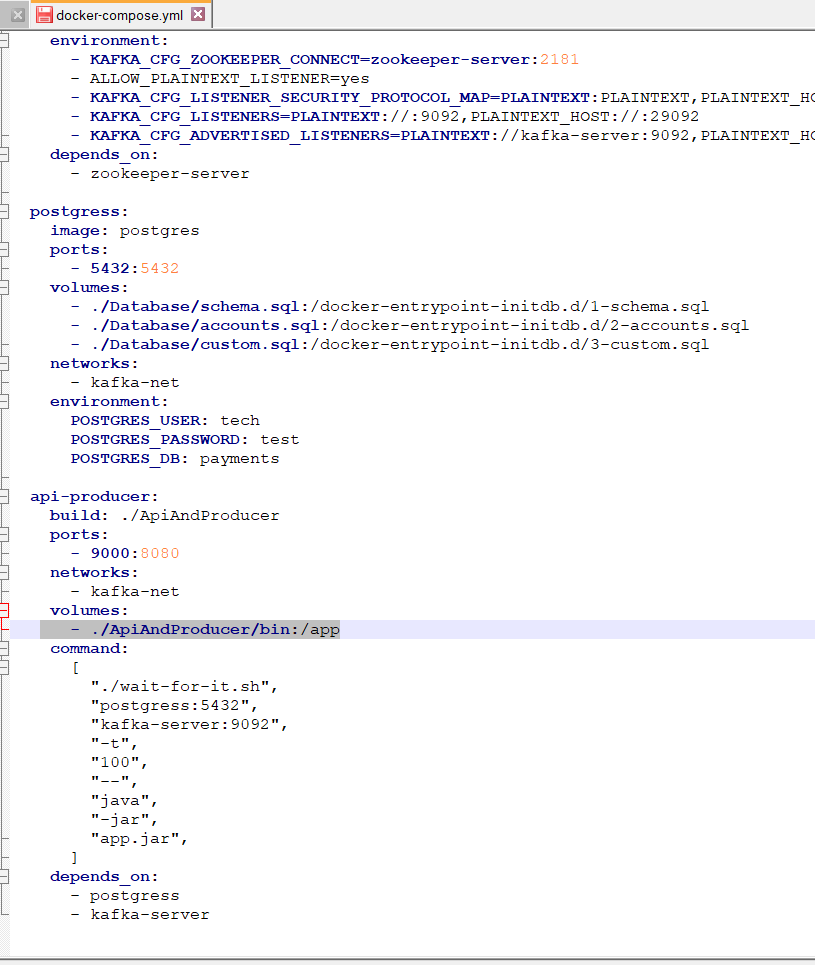 docker-compose.yml
environment:
- KAFKA_CFG_ZOOKEEPER_CONNECT=zookeeper-server:2181
- ALLOW_PLAINTEXT_LISTENER=yes
- KAFKA_CFG_LISTENER_SECURITY_PROTOCOL_MAP=PLAINTEXT:PLAINTEXT,PLAINTEXT_HO
- KAFKA_CFG_LISTENERS=PLAINTEXT://:9092,PLAINTEXT_HOST://:29092
- KAFKA_CFG_ADVERTISED_LISTENERS=PLAINTEXT://kafka-server:9092,PLAINTEXT_HO
depends_on:
- zookeeper-server
postgress:
image: postgres
ports:
- 5432:5432
volumes:
- ./Database/schema.sql:/docker-entrypoint-initdb.d/1-schema.sql
- ./Database/accounts.sql:/docker-entrypoint-initdb.d/2-accounts.sql
- ./Database/custom.sql:/docker-entrypoint-initdb.d/3-custom.sql
networks:
- kafka-net
environment:
POSTGRES_USER: tech
POSTGRES_PASSWORD: test
POSTGRES_DB: payments
api-producer:
build: ./ApiAndProducer
ports:
- 9000:8080
networks:
- kafka-net
volumes:
- ./ApiAndProducer/bin:/app
command:
[
"./wait-for-it.sh",
"postgress:5432",
"kafka-server:9092",
"-t",
"100",
"--",
"java",
"-jar",
"app.jar",
]
depends_on:
- postgress
- kafka-server